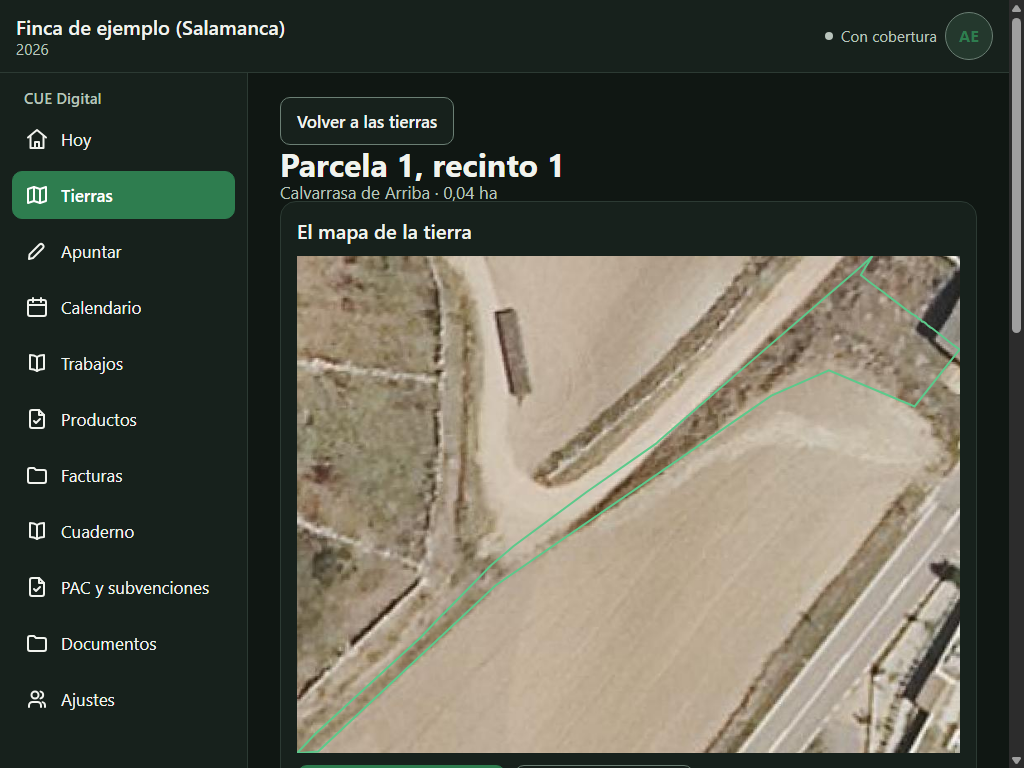 Finca de ejemplo (Salamanca)
2026
Con cobertura
AE
CUE Digital
Hoy
Tierras
Apuntar
Calendario
Trabajos
Productos
Facturas
Cuaderno
PAC y subvenciones
Documentos
Ajustes
Volver a las tierras
Parcela 1, recinto 1
Calvarrasa de Arriba · 0,04 ha
El mapa de la tierra